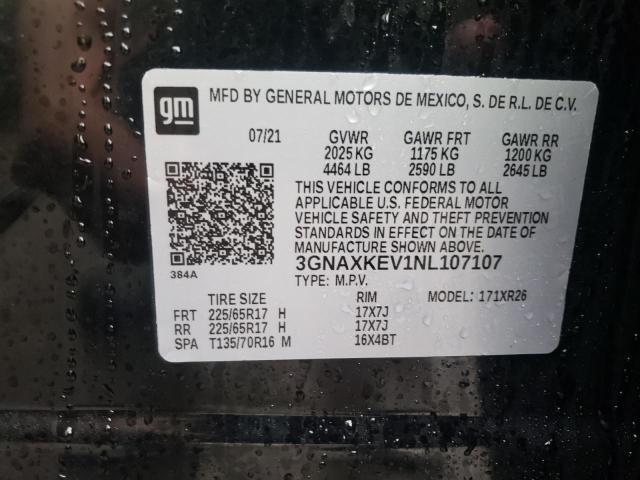 gm
MFD BY GENERAL MOTORS DE MEXICO, S. DE R.L. DE C.V.
07/21 GVWR GAWR FRT GAWR RR
2025 KG 1175 KG 1200 KG
4464 LB 2590 LB 2645 LB
THIS VEHICLE CONFORMS TO ALL
APPLICABLE U.S. FEDERAL MOTOR
VEHICLE SAFETY AND THEFT PREVENTION
STANDARDS IN EFFECT ON THE DATE OF
MANUFACTURE SHOWN ABOVE.
384A
3GNAXKEV1NL107107
TYPE: M.P.V. MODEL: 171XR26
TIRE SIZE RIM
FRT 225/65R17 H 17X7J
RR 225/65R17 H 17X7J
SPA T135/70R16 M 16X4BT